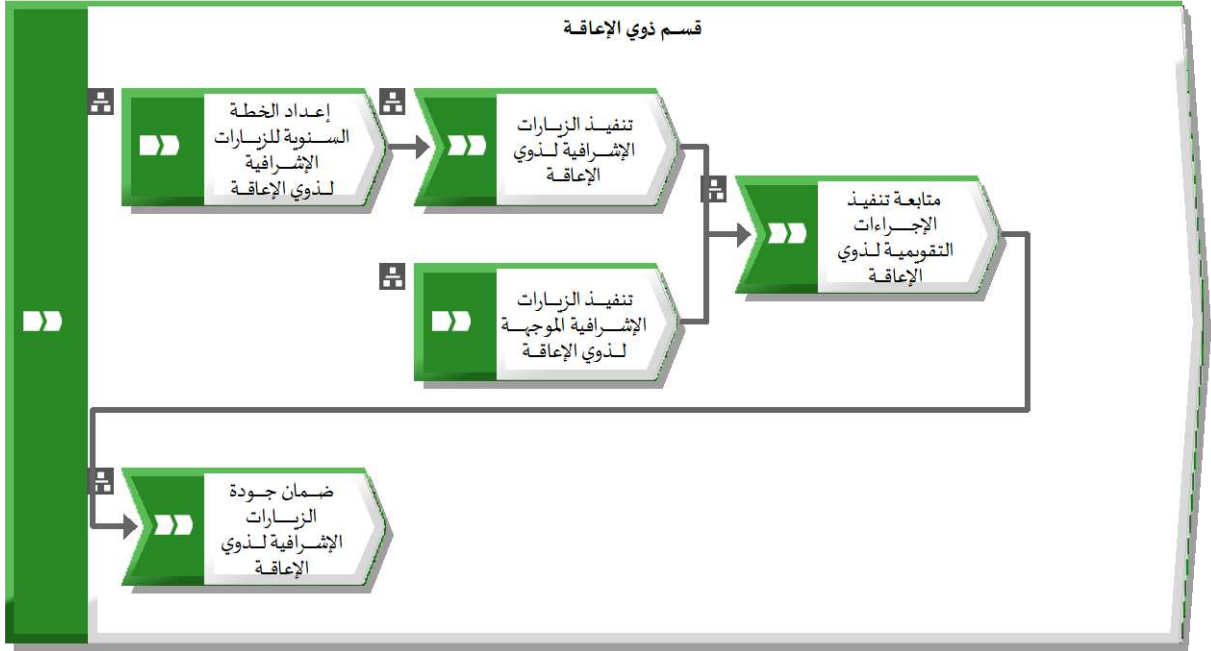 قسم ذوي الإعاقة
إعداد الخطة
السنوية للزيارات
الإشرافية
لذوي الإعاقة
تنفيذ الزيارات
الإشرافية لذوي
الإعاقة
متابعة تنفيذ
الإجراءات
التقويمية لذوي
الإعاقة
تنفيذ الزيارات
الإشرافية الموجهة
لذوي الإعاقة
ضمان جودة
الزيارات
الإشرافية لذوي
الإعاقة